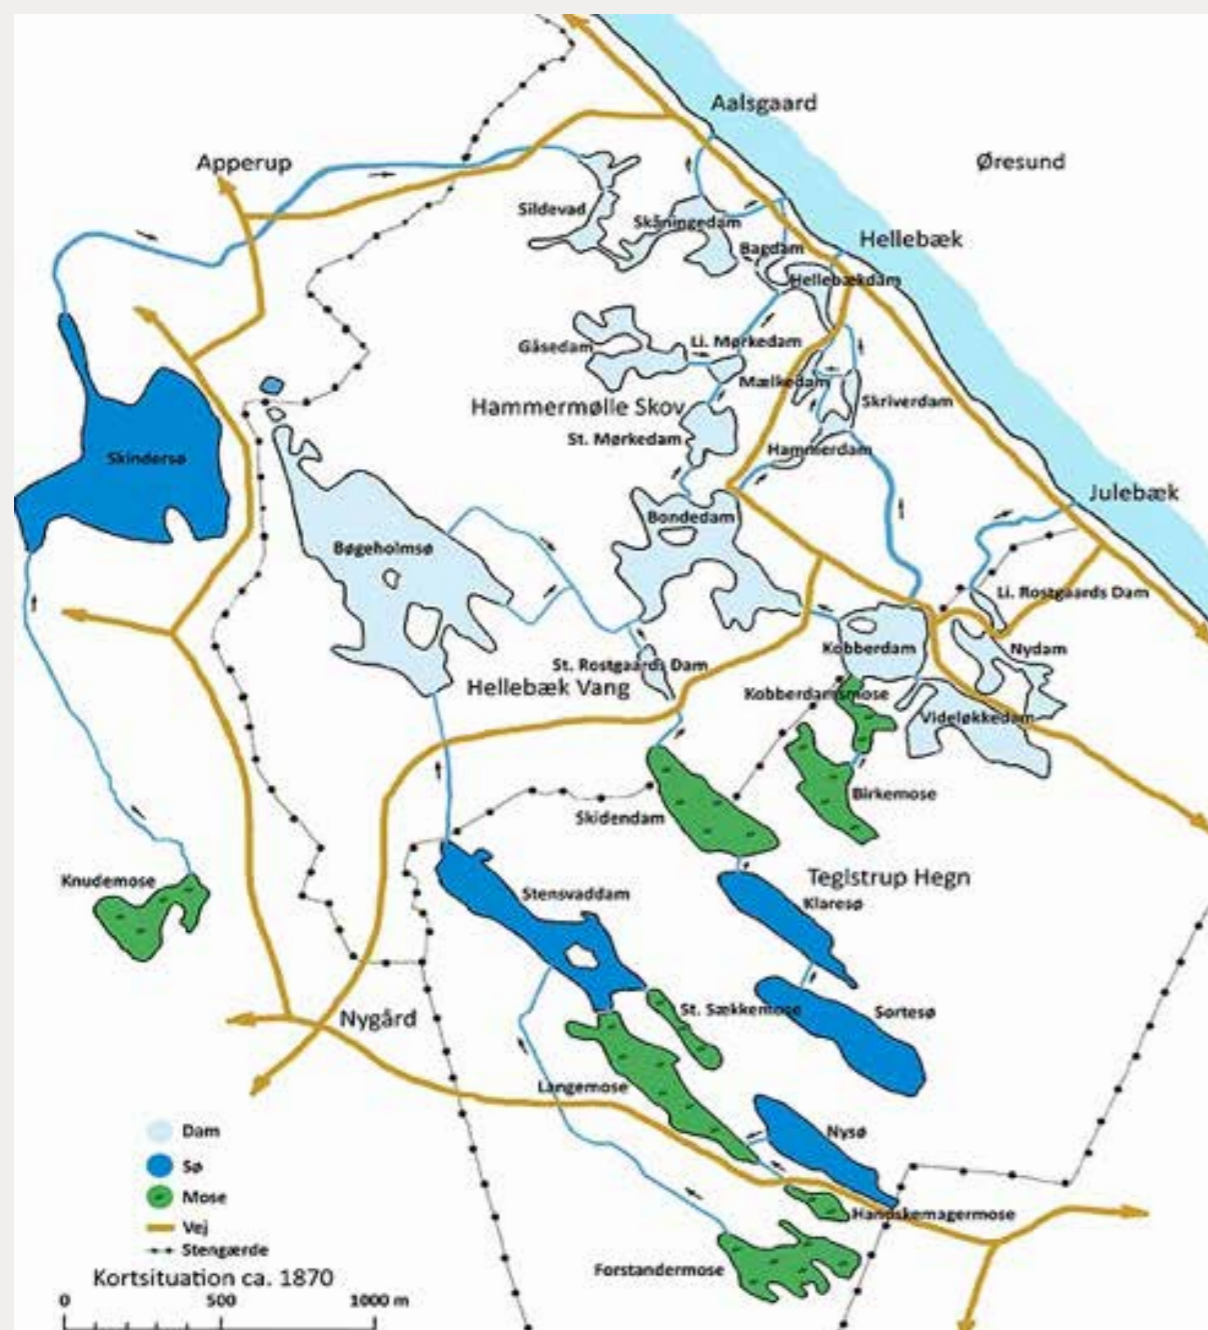 Aalsgaard
Apperup
Øresund
Sildevad
Skåningedam
Bagdam
Hellebæk
Hellebækdam
Gåsedam
Li. Mørkedam
Mælkedam
Hammermølle Skov
Skriverdam
St. Mørkedam
Hammerdam
Skindersø
Julebæk
Bondedam
Bøgeholmsø
Li. Rostgaards Dam
Kobberdam
Nydam
St. Rostgaards Dam
Hellebæk Vang
Kobberdamsmose
Videløkkedam
Birkemose
Skidendam
Teglstrup Hegn
Knudemose
Stensvaddam
Klaresø
St. Sækkemose
Sortesø
Nygård
Langemose
Nysø
Dam
Sø
Mose
Vej
Stengærde
Handskemagermose
Forstandermose
Kortsituation ca. 1870
0 500 1000 m